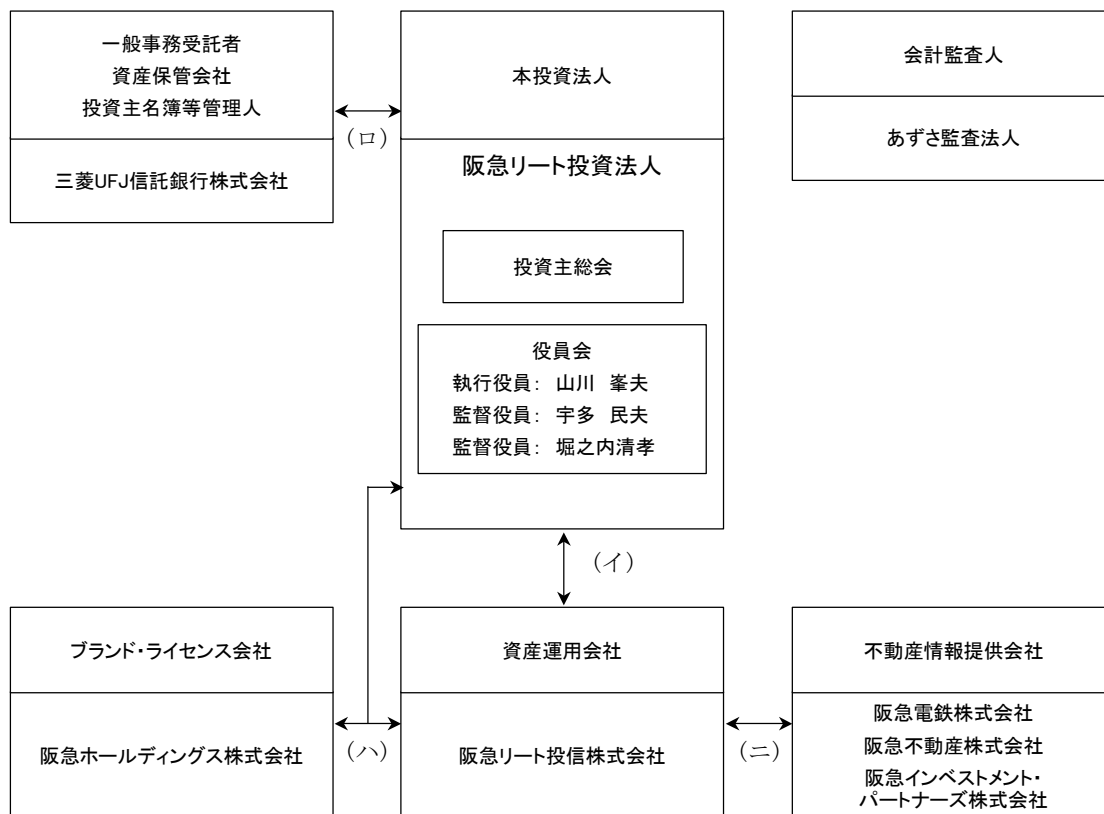 一般事務受託者
資産保管会社
投資主名簿等管理人
三菱UFJ信託銀行株式会社
(ロ)
本投資法人
阪急リート投資法人
投資主総会
役員会
執行役員： 山川 峯夫
監督役員： 宇多 民夫
監督役員： 堀之内清孝
会計監査人
あずさ監査法人
(イ)
ブランド・ライセンス会社
阪急ホールディングス株式会社
(ハ)
資産運用会社
阪急リート投信株式会社
(ニ)
不動産情報提供会社
阪急電鉄株式会社
阪急不動産株式会社
阪急インベストメント・
パートナーズ株式会社